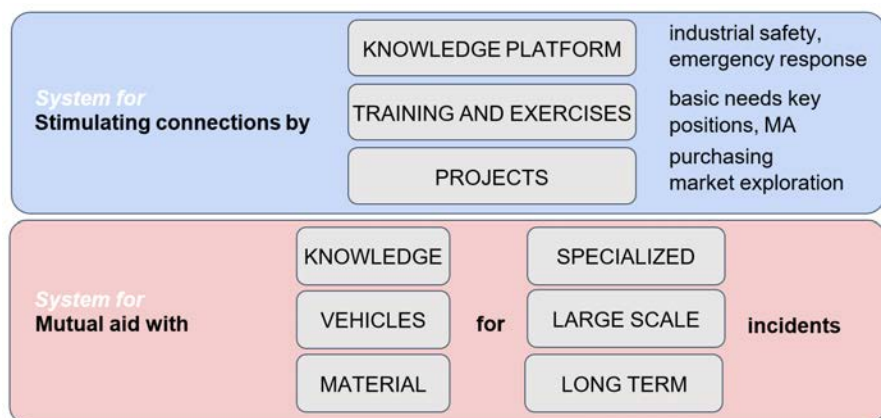 KNOWLEDGE PLATFORM
industrial safety,
emergency response
System for
Stimulating connections by
TRAINING AND EXERCISES
basic needs key
positions, MA
PROJECTS
purchasing
market exploration
KNOWLEDGE
SPECIALIZED
System for
Mutual aid with
VEHICLES
for
LARGE SCALE
incidents
MATERIAL
LONG TERM